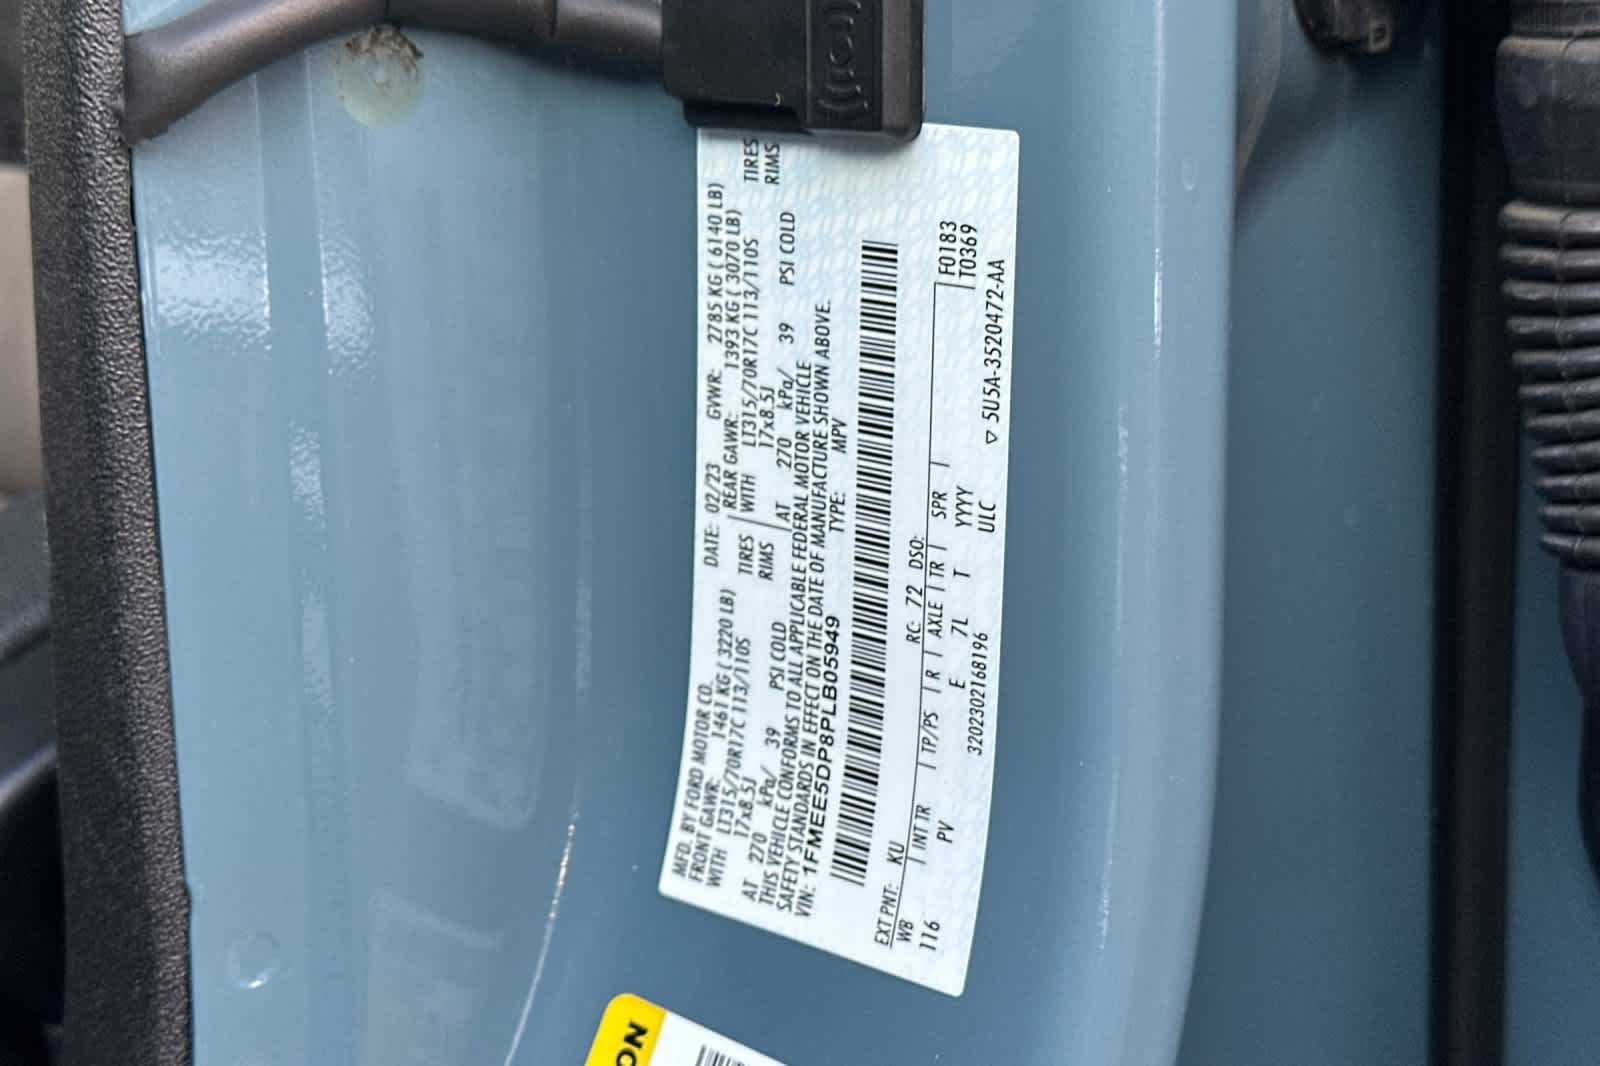 MFD. BY FORD MOTOR CO.
DATE: 02/23 GVWR: 2785 KG ( 6140 LB)
FRONT GAWR: 1461 KG ( 3220 LB) REAR GAWR: 1393 KG ( 3070 LB)
WITH LT315/70R17C 113/110S TIRES WITH LT315/70R17C 113/110S TIRES
17x8.5J RIMS 17x8.5J RIMS
AT 270 kPa/ 39 PSI COLD AT 270 kPa/ 39 PSI COLD
THIS VEHICLE CONFORMS TO ALL APPLICABLE FEDERAL MOTOR VEHICLE
SAFETY STANDARDS IN EFFECT ON THE DATE OF MANUFACTURE SHOWN ABOVE.
VIN: 1FMEE5DP8PLB05949 TYPE: MPV
EXT PNT: KU RC: 72 DSO: F0183
WB INT TR TP/PS R AXLE TR SPR T0369
116 PV E 7L T YYYY
320230216819​6 ULC ▽ 5U5A-3520472-AA
ON